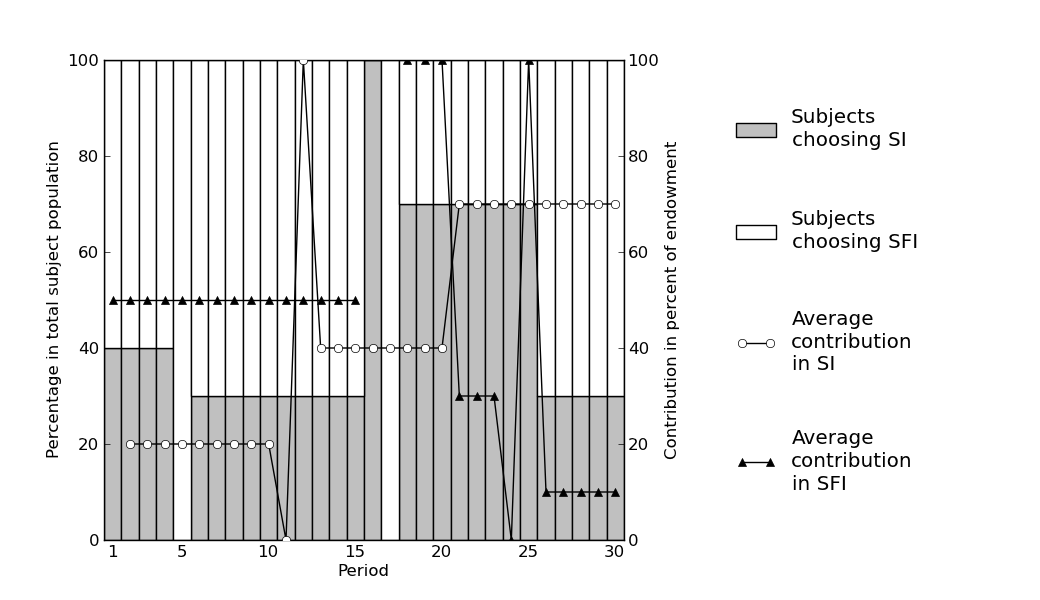 100
80
60
40
20
0
Percentage in total subject population
1
5
10
15
20
25
30
Period
100
80
60
40
20
0
Contribution in percent of endowment
Subjects
choosing SI
Subjects
choosing SFI
Average
contribution
in SI
Average
contribution
in SFI